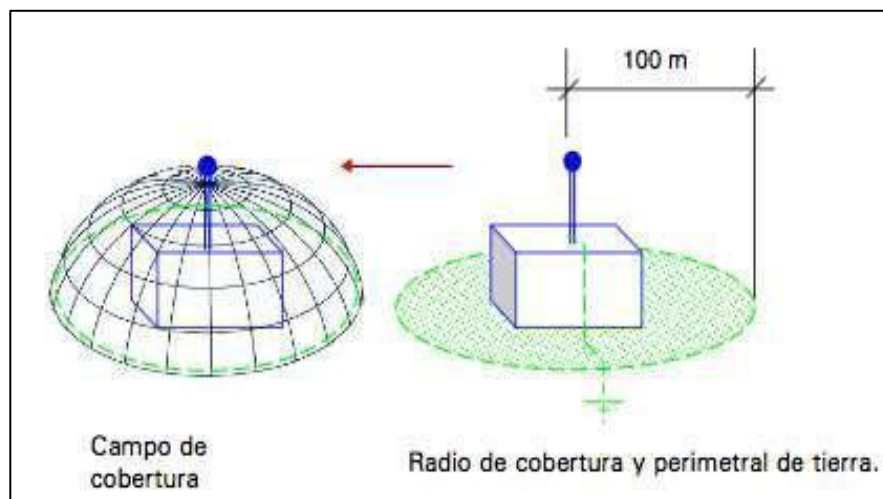 100 m
Campo de
cobertura
Radio de cobertura y perimetral de tierra.